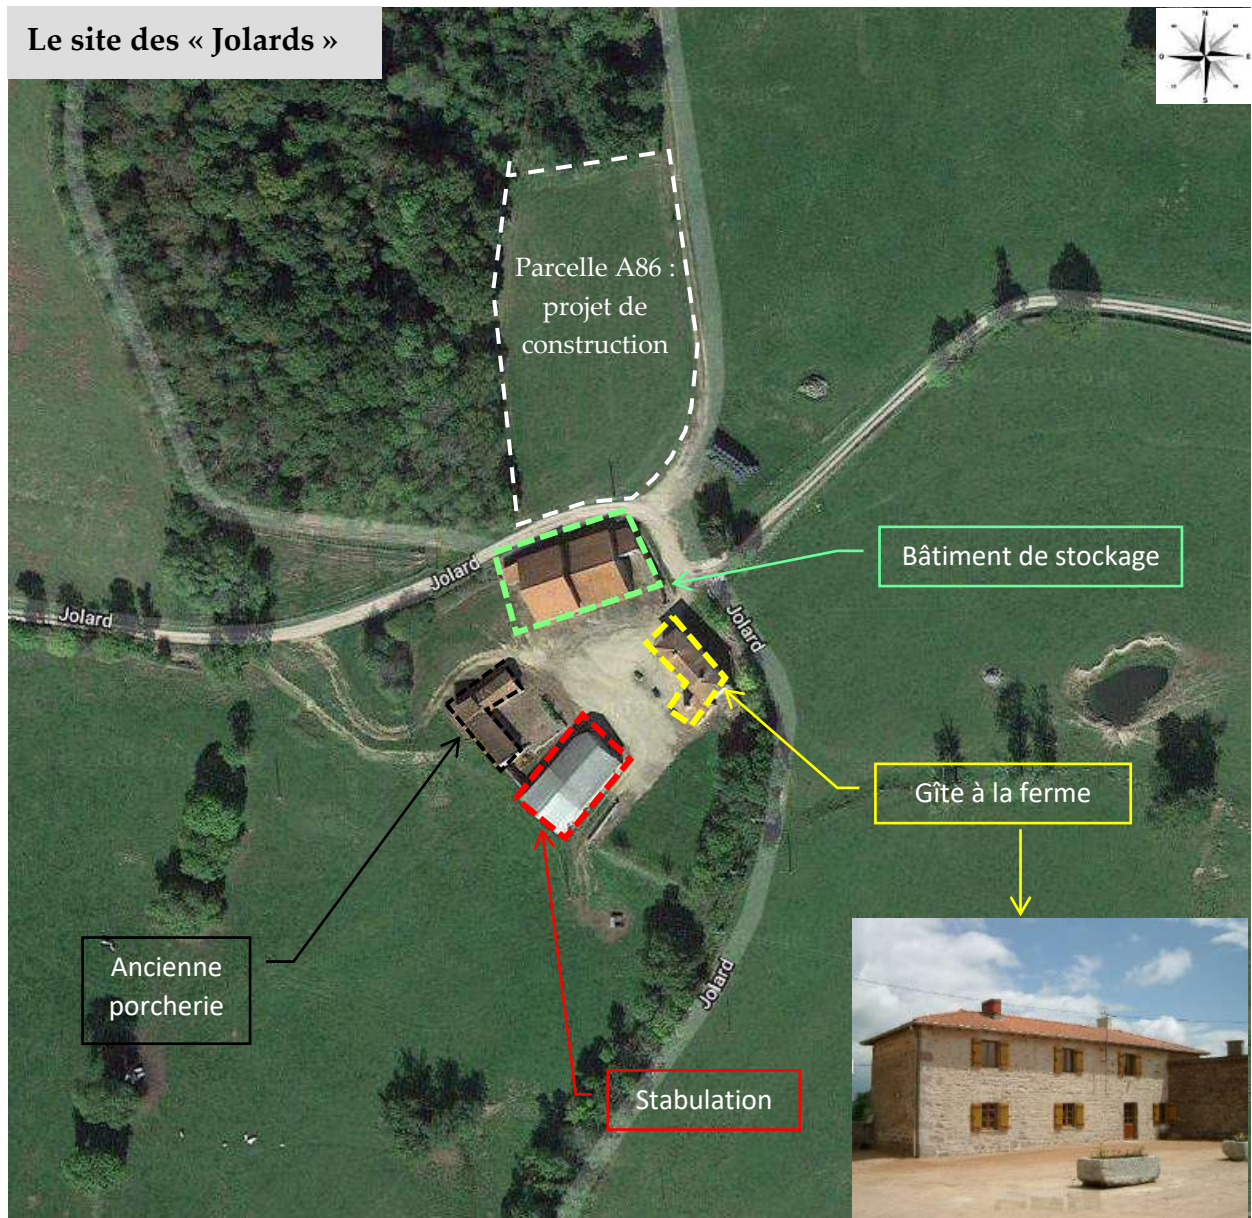 Le site des « Jolards »
N
O
E
S
Parcelle A86 :
projet de
construction
Bâtiment de stockage
Jolard
Jolard
Jolard
Gîte à la ferme
Ancienne
porcherie
Jolard
Stabulation